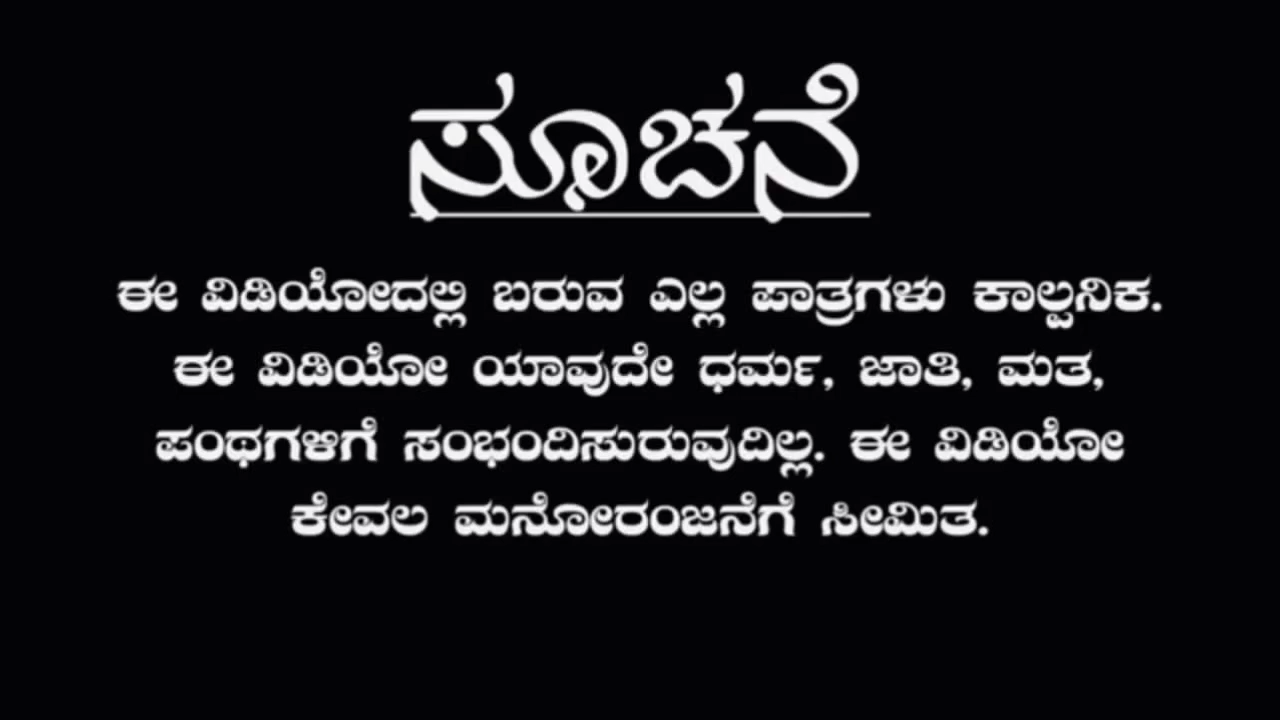 ಸೂಚನೆ
ಈ ವಿಡಿಯೋದಲ್ಲಿ ಬರುವ ಎಲ್ಲ ಪಾತ್ರಗಳು ಕಾಲ್ಪನಿಕ.
ಈ ವಿಡಿಯೋ ಯಾವುದೇ ಧರ್ಮ, ಜಾತಿ, ಮತ,
ಪಂಥಗಳಿಗೆ ಸಂಭಂದಿಸುರುವುದಿಲ್ಲ. ಈ ವಿಡಿಯೋ
ಕೇವಲ ಮನೋರಂಜನೆಗೆ ಸೀಮಿತ.